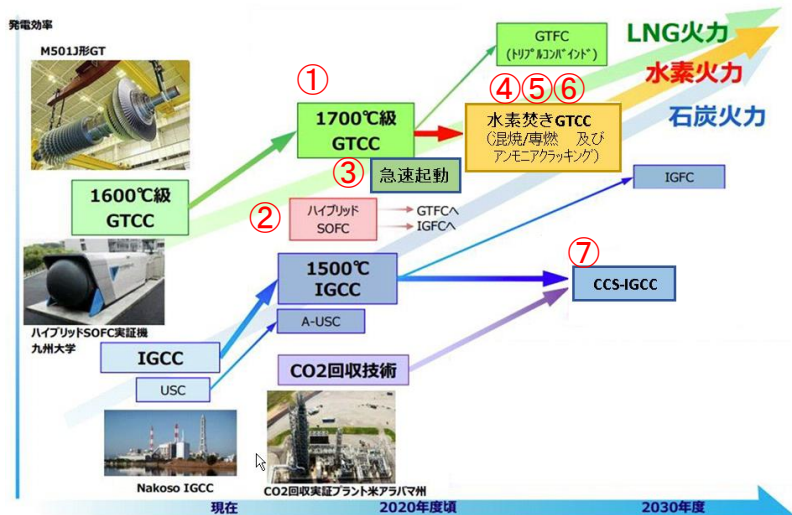 発電効率
M501J形GT
GTFC
(トリプルコンバインド)
LNG火力
水素火力
石炭火力
①
1700℃級
GTCC
④⑤⑥
水素焚きGTCC
(混焼/専燃 及び
アンモニアクラッキング)
③
急速起動
1600℃級
GTCC
②
ハイブリッド
SOFC
GTFCへ
IGFCへ
IGFC
⑦
1500℃
IGCC
CCS-IGCC
A-USC
ハイブリッドSOFC実証機
九州大学
IGCC
USC
CO2回収技術
Nakoso IGCC
CO2回収実証プラント米アラバマ州
現在
2020年度頃
2030年度